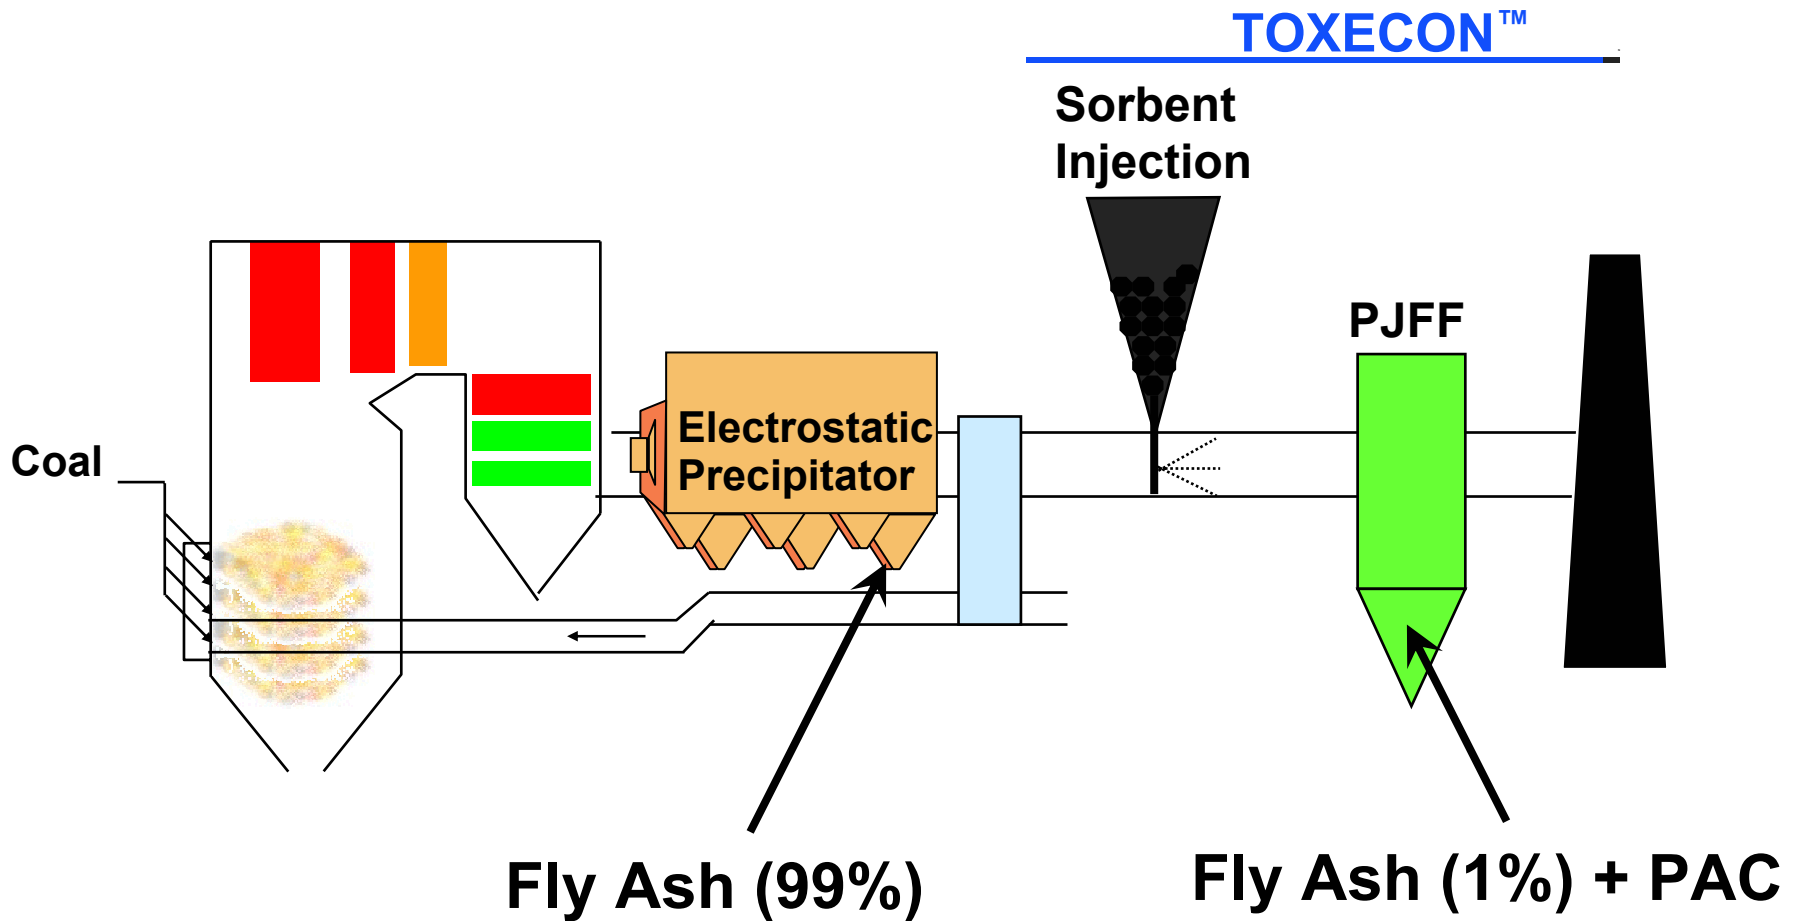 TOXECON™
Sorbent
Injection
PJFF
Electrostatic
Precipitator
Coal
Fly Ash (99%)
Fly Ash (1%) + PAC